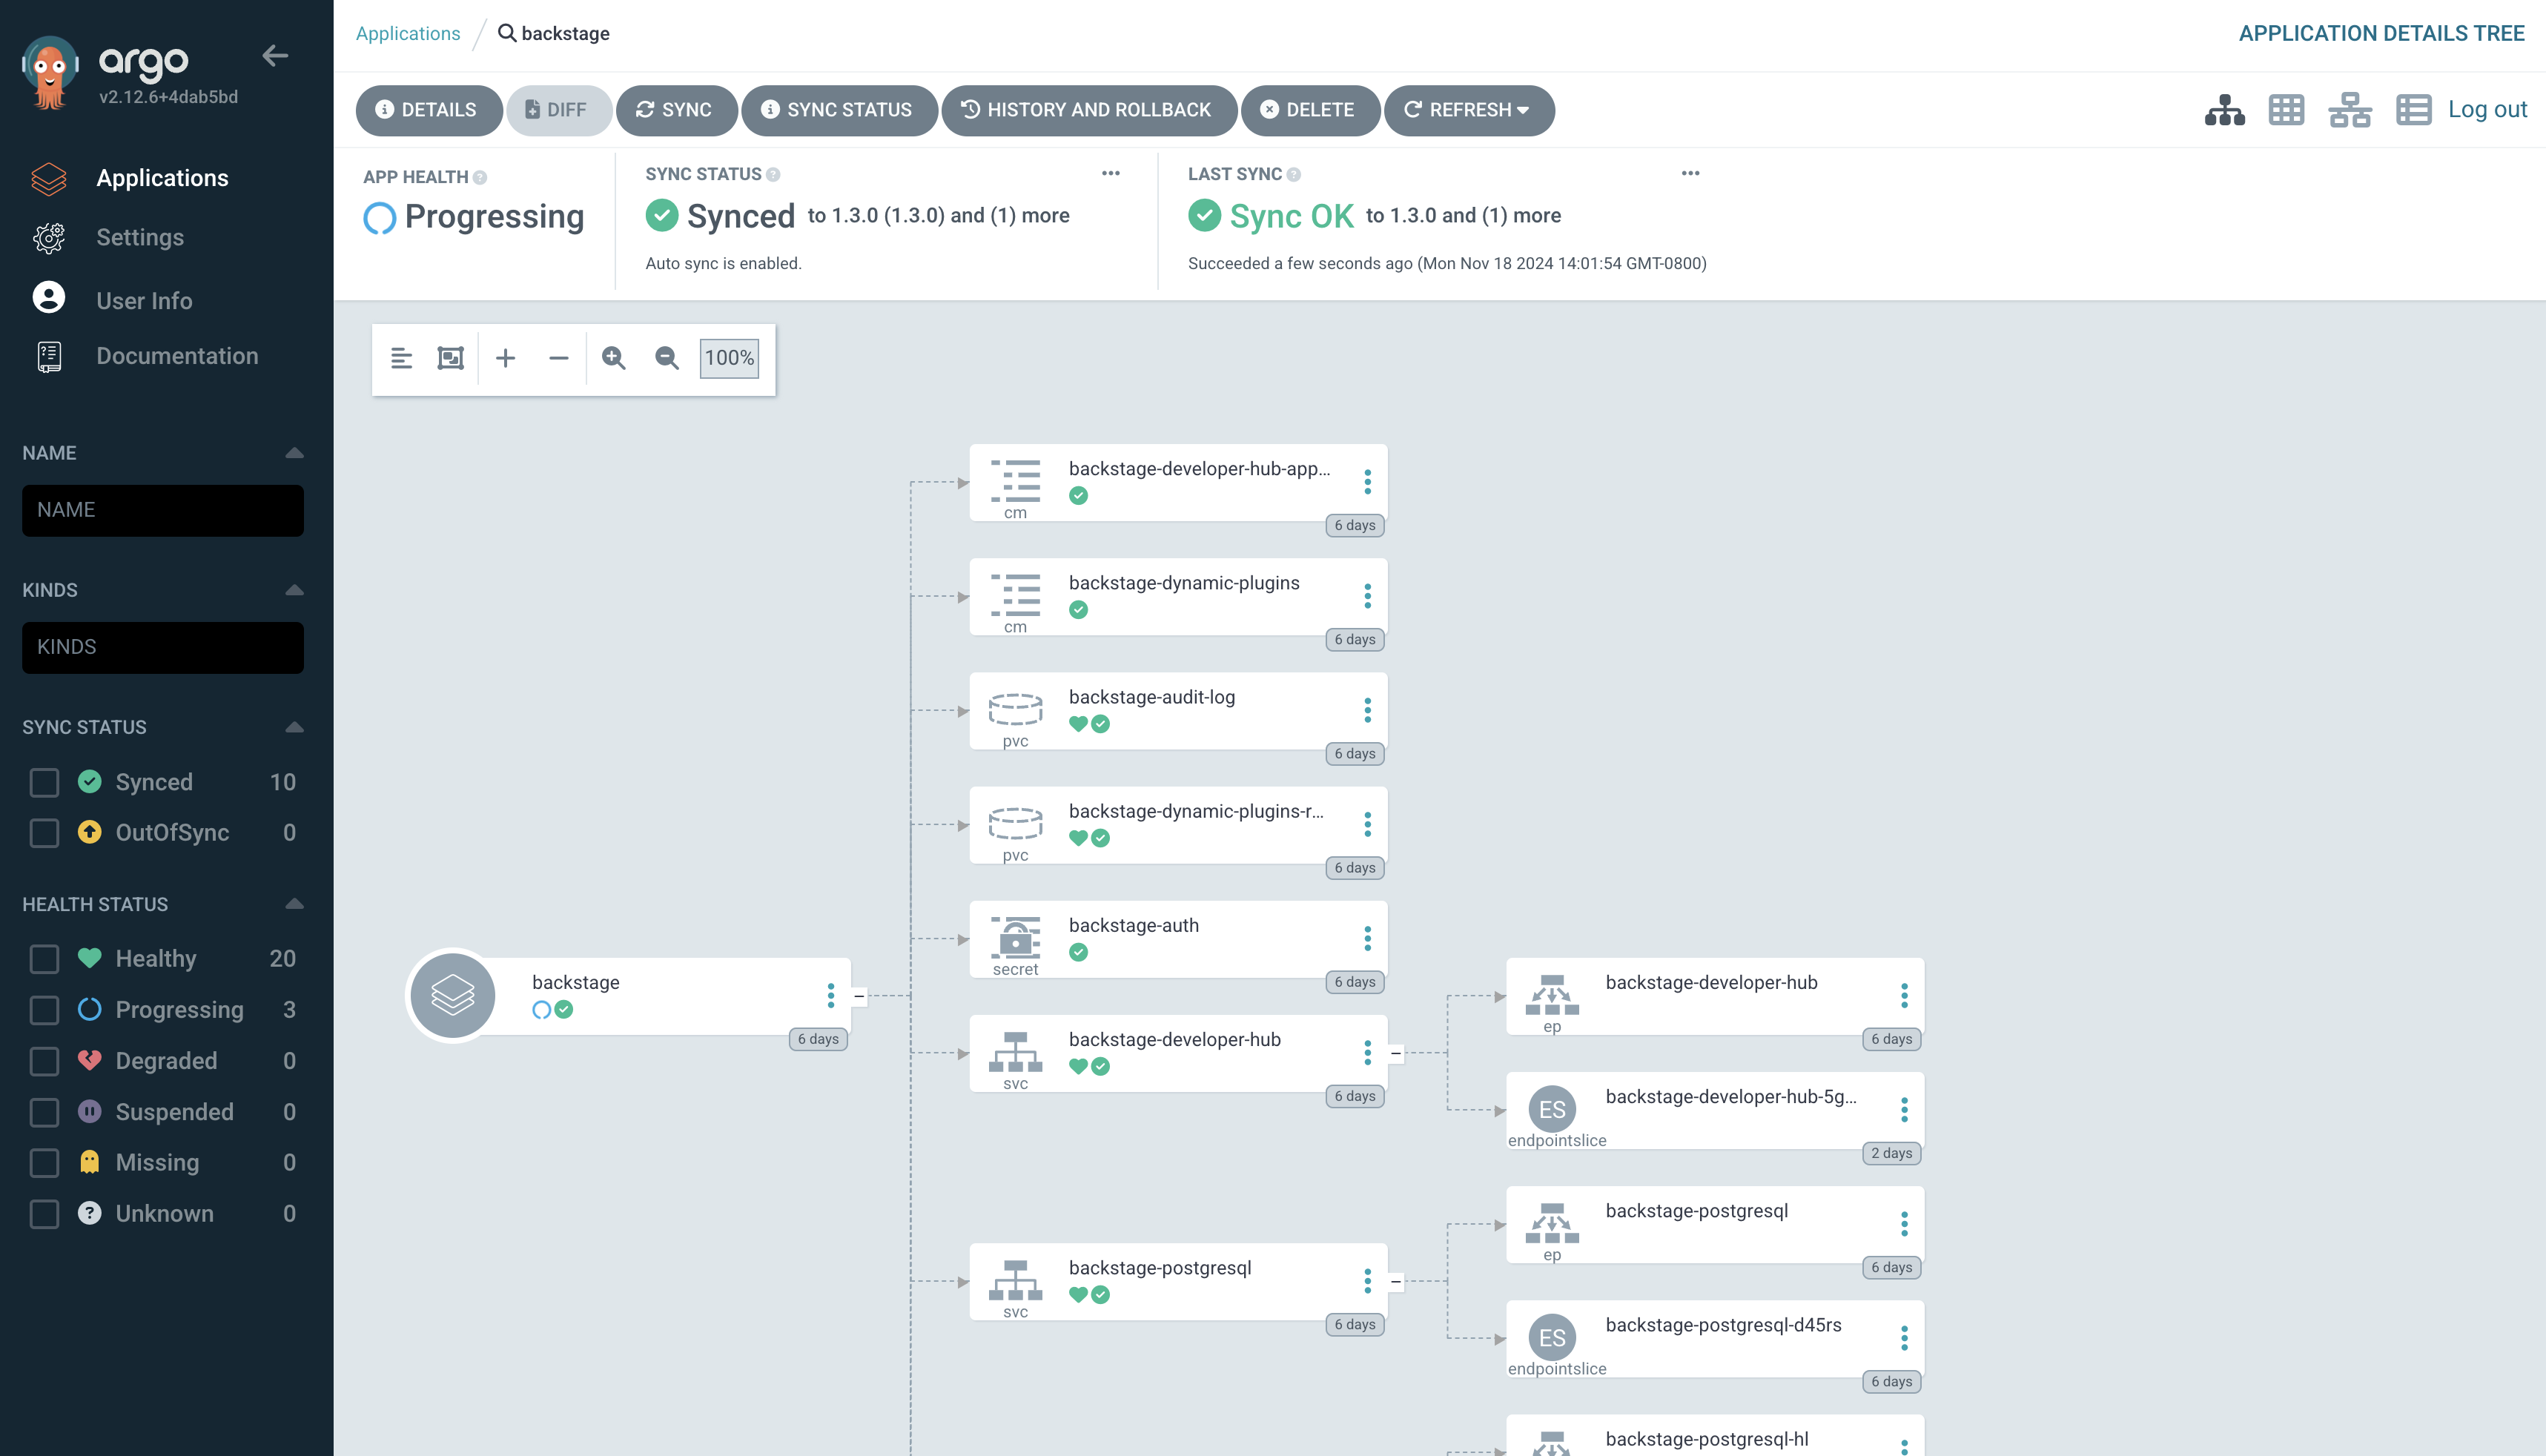 argo
v2.12.6+4dab5bd
Applications
Settings
User Info
Documentation
NAME
NAME
KINDS
KINDS
SYNC STATUS
Synced 10
OutOfSync 0
HEALTH STATUS
Healthy 20
Progressing 3
Degraded 0
Suspended 0
Missing 0
Unknown 0
Applications / backstage
APPLICATION DETAILS TREE
DETAILS DIFF SYNC SYNC STATUS HISTORY AND ROLLBACK DELETE REFRESH Log out
APP HEALTH
Progressing
SYNC STATUS
Synced to 1.3.0 (1.3.0) and (1) more
Auto sync is enabled.
LAST SYNC
Sync OK to 1.3.0 and (1) more
Succeeded a few seconds ago (Mon Nov 18 2024 14:01:54 GMT-0800)
100%
backstage
6 days
backstage-developer-hub-app...
cm
6 days
backstage-dynamic-plugins
cm
6 days
backstage-audit-log
pvc
6 days
backstage-dynamic-plugins-r...
pvc
6 days
backstage-auth
secret
6 days
backstage-developer-hub
svc
6 days
backstage-postgresql
svc
6 days
backstage-developer-hub
ep
6 days
ES
backstage-developer-hub-5g...
endpointslice
2 days
backstage-postgresql
ep
6 days
ES
backstage-postgresql-d45rs
endpointslice
6 days
backstage-postgresql-hl